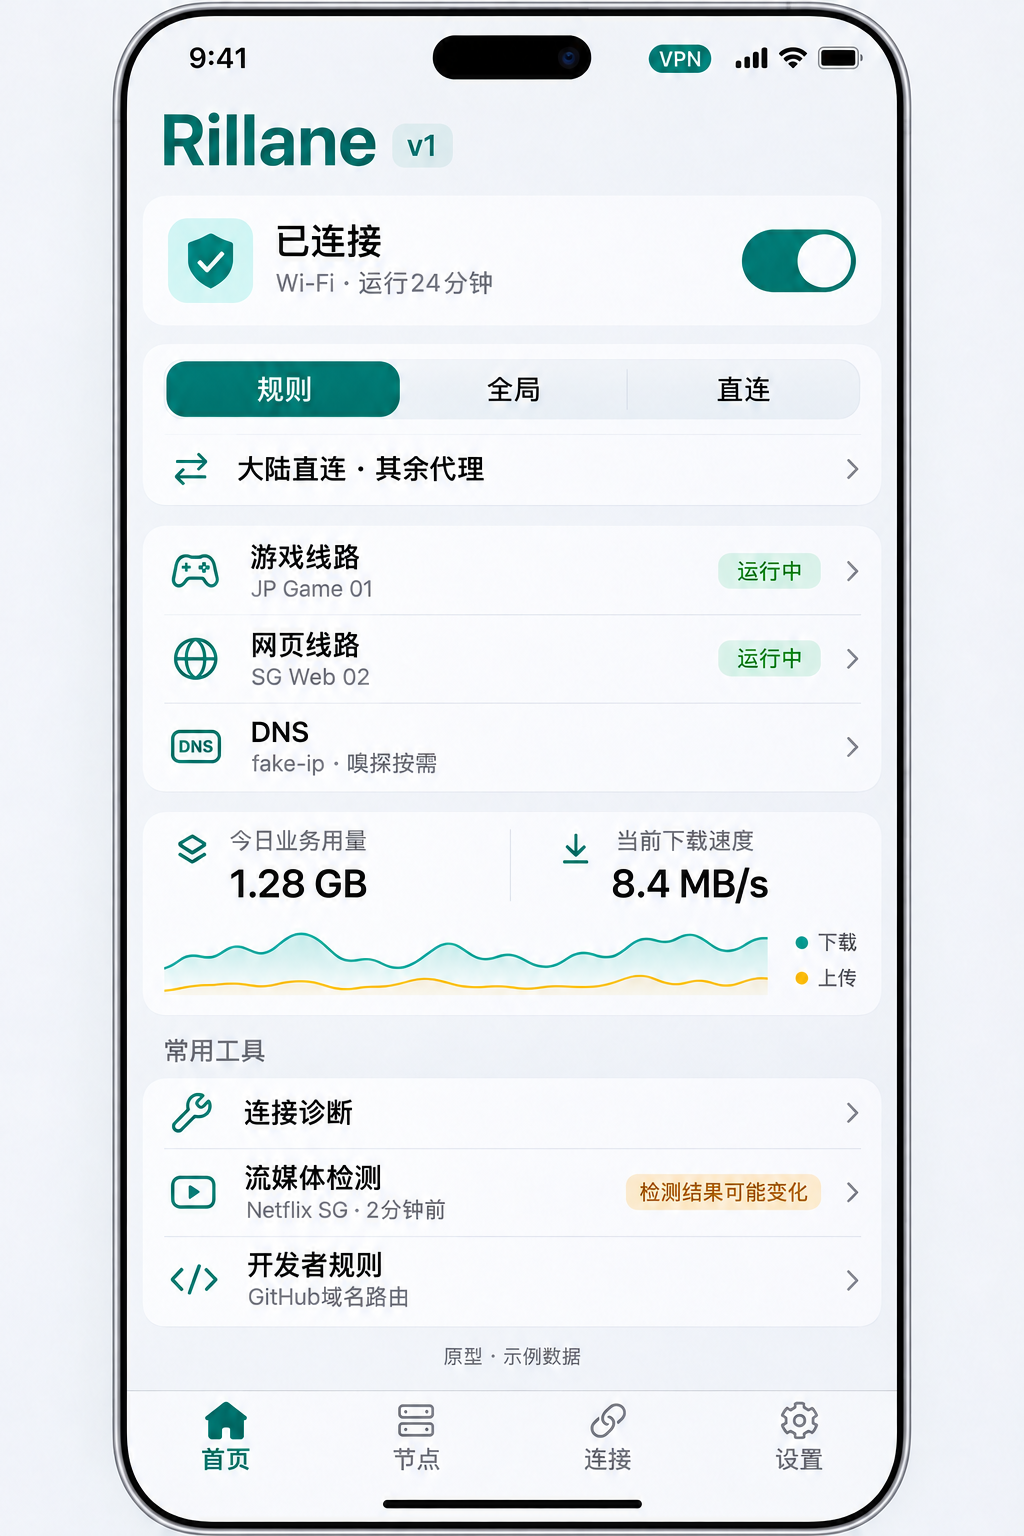 9:41
VPN
Rillane v1
已连接
Wi-Fi · 运行24分钟
规则 全局 直连
大陆直连 · 其余代理
游戏线路
JP Game 01
运行中
网页线路
SG Web 02
运行中
DNS
DNS
fake-ip · 嗅探按需
今日业务用量
1.28 GB
当前下载速度
8.4 MB/s
下载
上传
常用工具
连接诊断
流媒体检测
Netflix SG · 2分钟前
检测结果可能变化
开发者规则
GitHub域名路由
原型 · 示例数据
首页 节点 连接 设置